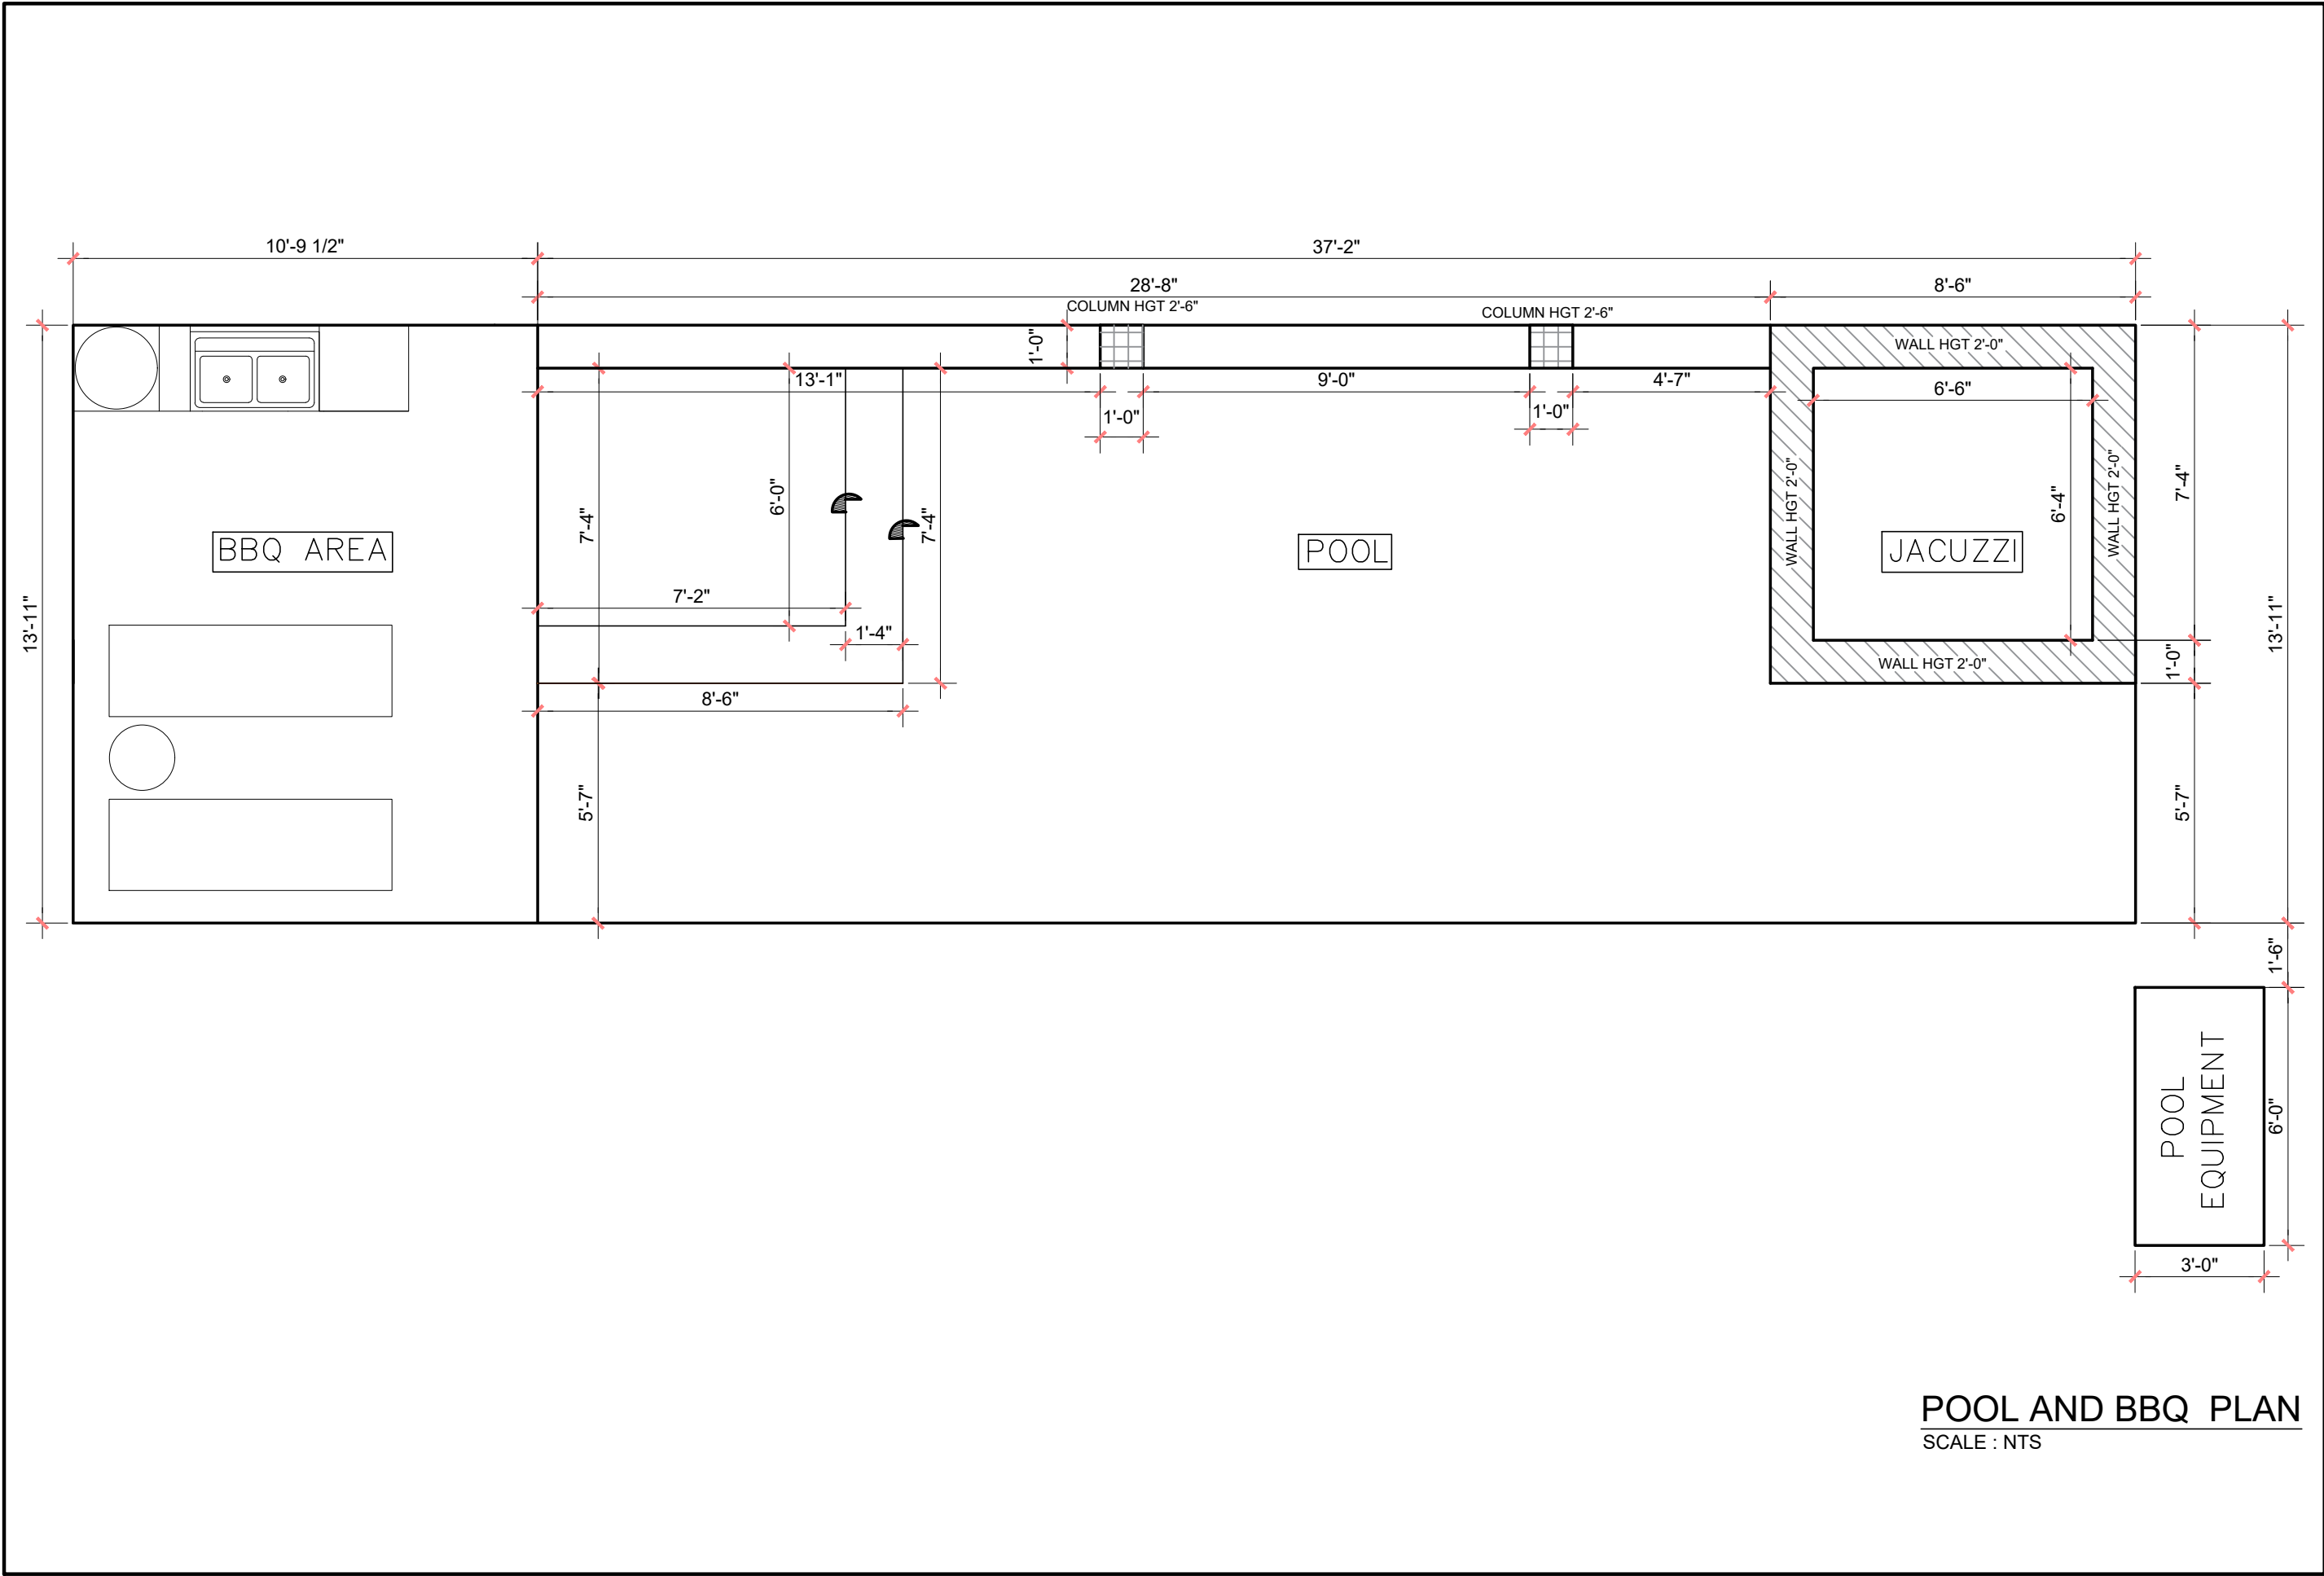 10'-9 1/2"
37'-2"
28'-8"
8'-6"
COLUMN HGT 2'-6"
COLUMN HGT 2'-6"
1'-0"
WALL HGT 2'-0"
13'-1"
9'-0"
4'-7"
6'-6"
1'-0"
1'-0"
7'-4"
6'-0"
7'-4"
WALL HGT 2'-0"
6'-4"
WALL HGT 2'-0"
7'-4"
BBQ AREA
POOL
JACUZZI
13'-11"
7'-2"
1'-4"
WALL HGT 2'-0"
1'-0"
13'-11"
8'-6"
5'-7"
5'-7"
1'-6"
POOL
EQUIPMENT
6'-0"
3'-0"
POOL AND BBQ PLAN
SCALE : NTS